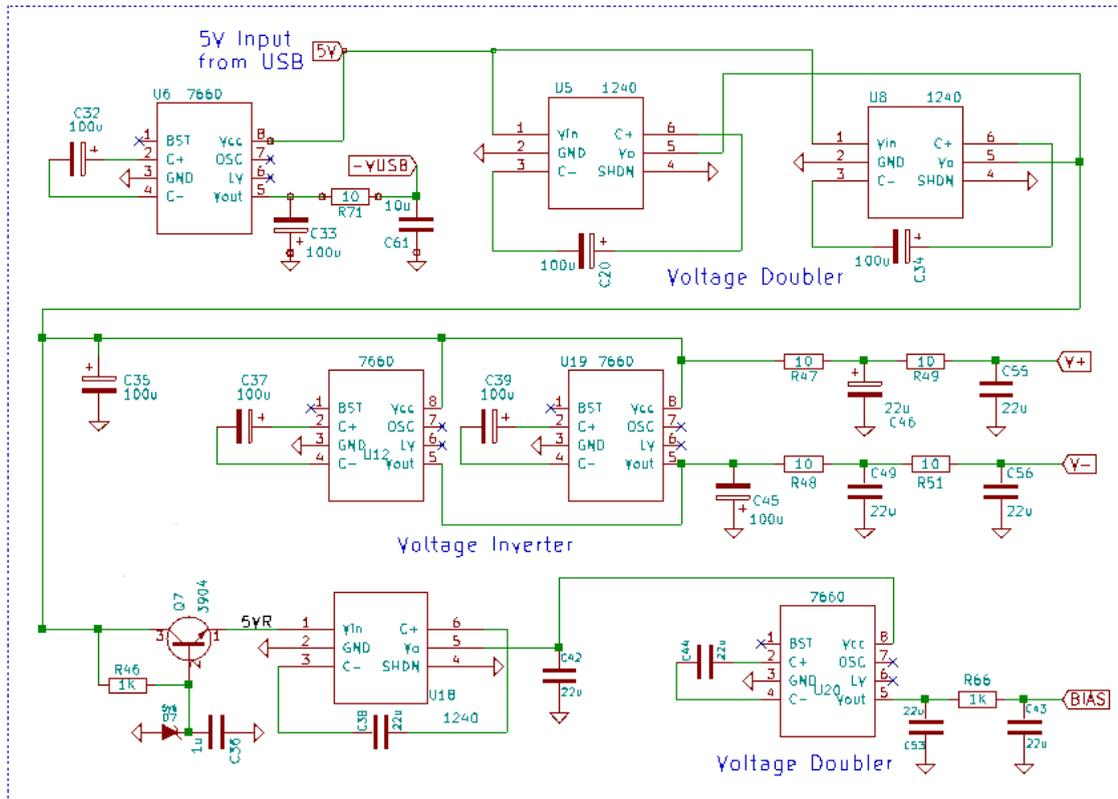 5V Input
from USB
5V
U6 7660
C32
100u
1 BST Vcc 8
2 C+ OSC 7
3 GND LV 6
4 C- Vout 5
-VUSB
10
R71
10u
C61
C33
100u
U5 1240
1 Vin C+ 6
2 GND Vo 5
3 C- SHDN 4
100u
C20
U8 1240
1 Vin C+ 6
2 GND Vo 5
3 C- SHDN 4
100u
C34
Voltage Doubler
C35
100u
C37
100u
7660
1 BST Vcc 8
2 C+ OSC 7
3 GND LV 6
4 C- Vout 5
U12
C39
100u
U19 7660
1 BST Vcc 8
2 C+ OSC 7
3 GND LV 6
4 C- Vout 5
10
R47
22u
C46
10
R49
C55
22u
V+
C45
100u
10
R48
C49
22u
10
R51
C56
22u
V-
Voltage Inverter
Q7
3904
3
1
2
5VR
R46
1K
1u
C36
1 Vin C+ 6
2 GND Vo 5
3 C- SHDN 4
U18
1240
C38
22u
C42
22u
7660
C44
22u
1 BST Vcc 8
2 C+ OSC 7
3 GND LV 6
4 C- Vout 5
U20
22u
C53
R66
1K
C43
22u
BIAS
Voltage Doubler